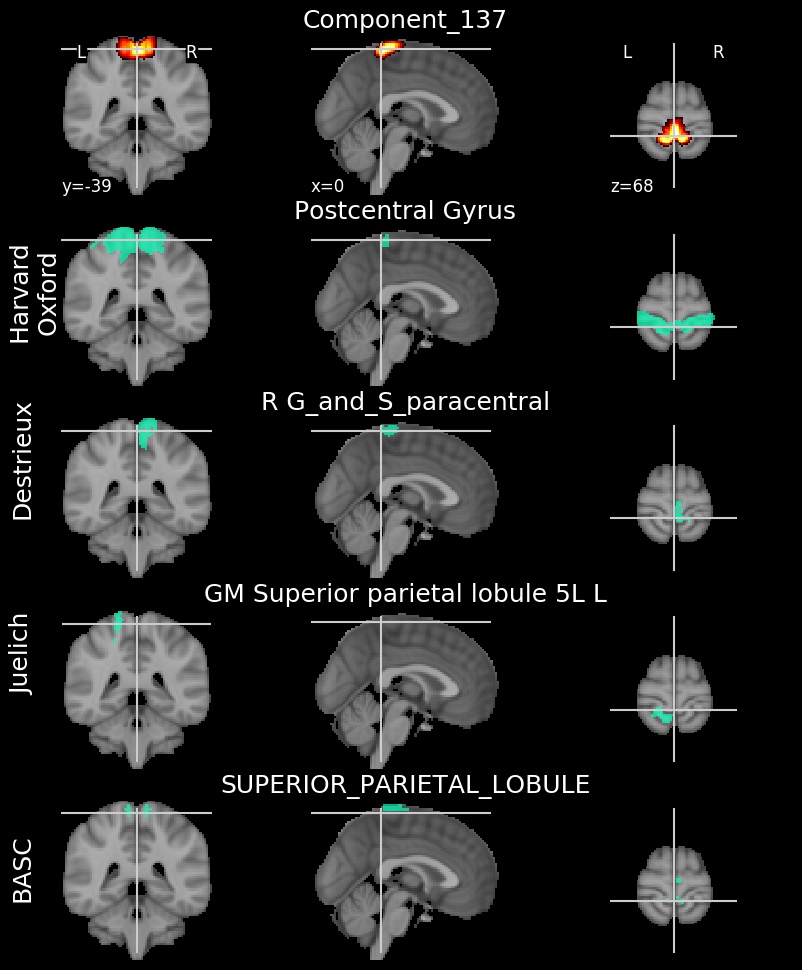 Component_137
L R
L R
y=-39
x=0
z=68
Postcentral Gyrus
Harvard
Oxford
R G_and_S_paracentral
Destrieux
GM Superior parietal lobule 5L L
Juelich
SUPERIOR_PARIETAL_LOBULE
BASC